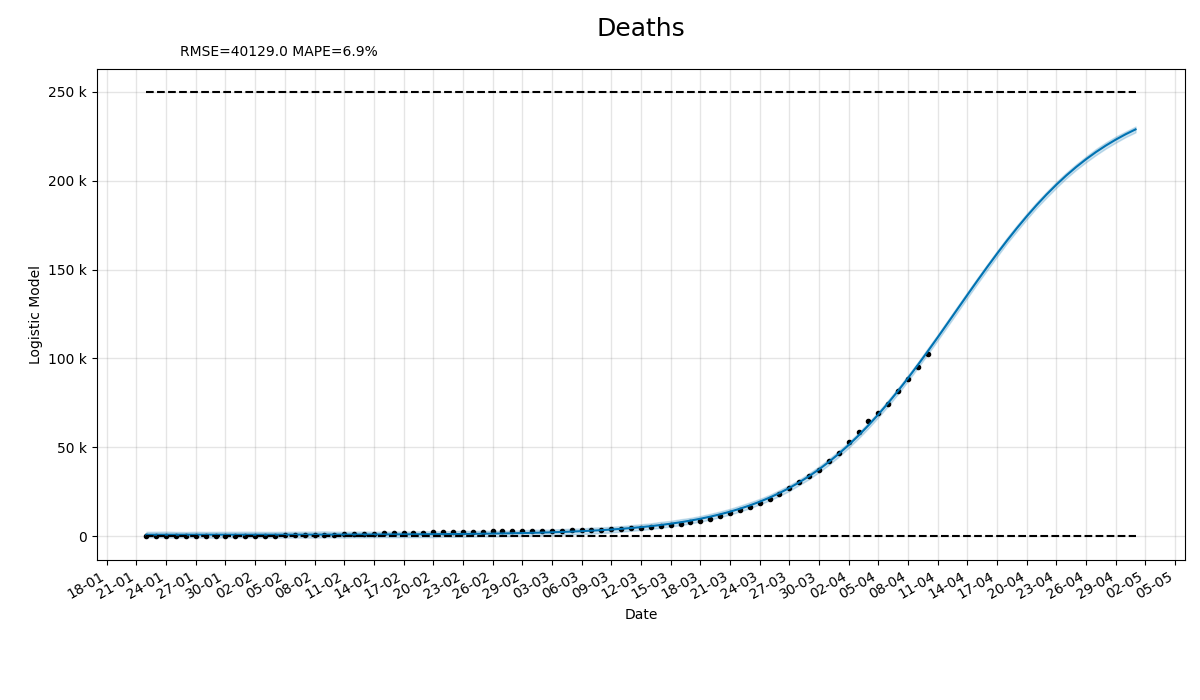 Deaths
RMSE=40129.0 MAPE=6.9%
250 k
200 k
150 k
100 k
50 k
0
Logistic Model
18-01 21-01 24-01 27-01 30-01 02-02 05-02 08-02 11-02 14-02 17-02 20-02 23-02 26-02 29-02 03-03 06-03 09-03 12-03 15-03 18-03 21-03 24-03 27-03 30-03 02-04 05-04 08-04 11-04 14-04 17-04 20-04 23-04 26-04 29-04 02-05 05-05
Date